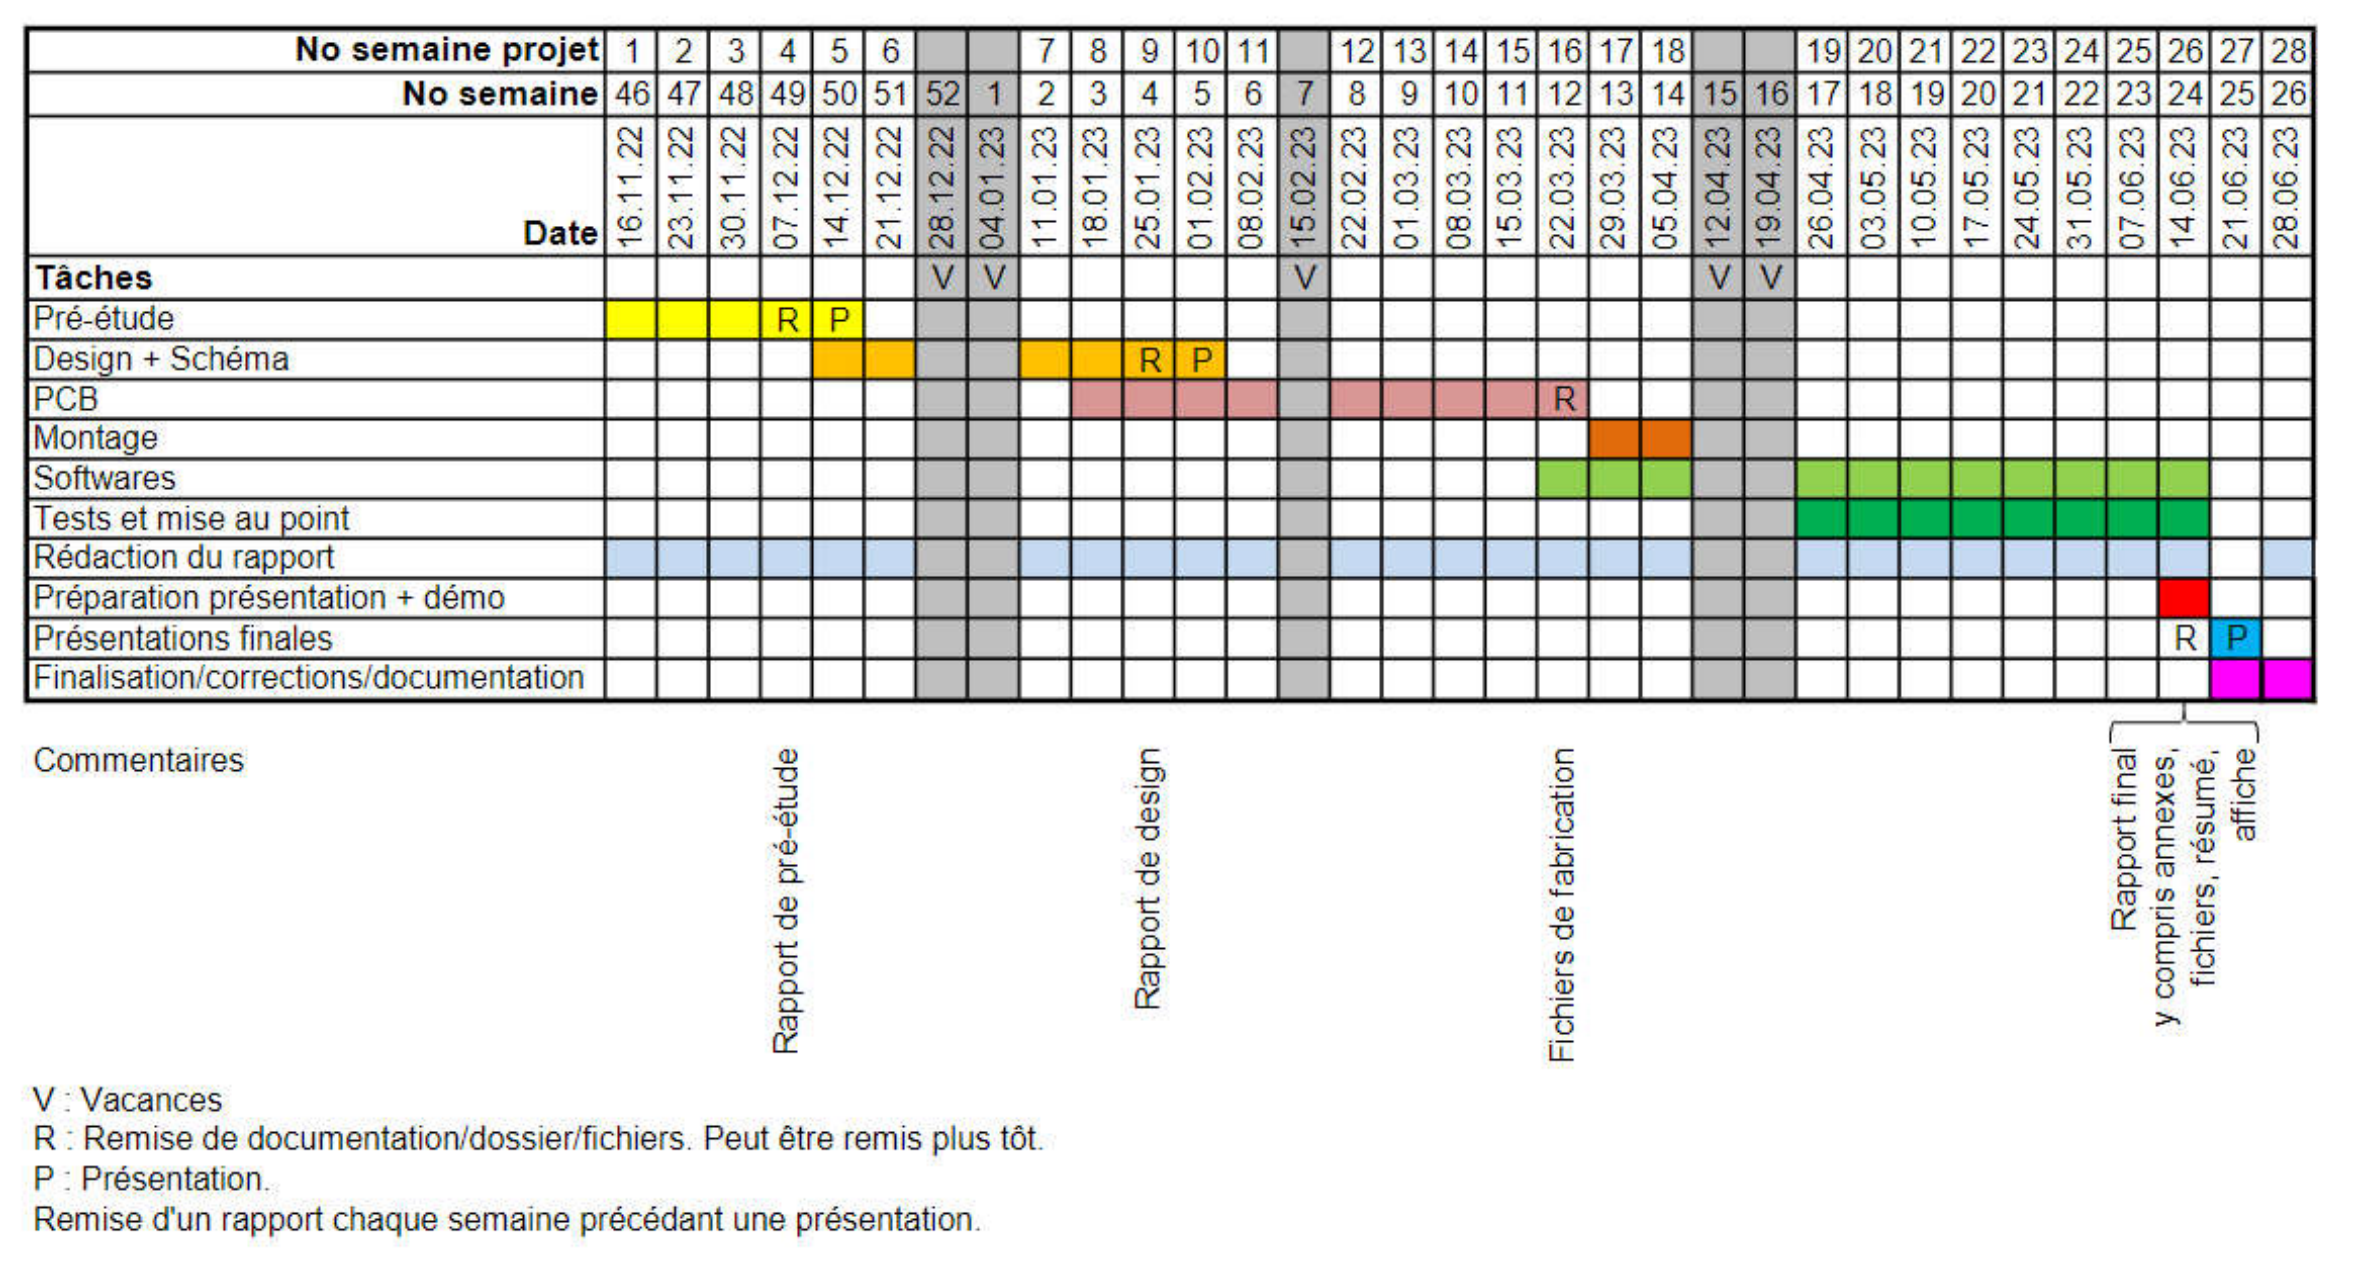 No semaine projet 1 2 3 4 5 6 7 8 9 10 11 12 13 14 15 16 17 18 19 20 21 22 23 24 25 26 27 28
No semaine 46 47 48 49 50 51 52 1 2 3 4 5 6 7 8 9 10 11 12 13 14 15 16 17 18 19 20 21 22 23 24 25 26
Date 16.11.22 23.11.22 30.11.22 07.12.22 14.12.22 21.12.22 28.12.22 04.01.23 11.01.23 18.01.23 25.01.23 01.02.23 08.02.23 15.02.23 22.02.23 01.03.23 08.03.23 15.03.23 22.03.23 29.03.23 05.04.23 12.04.23 19.04.23 26.04.23 03.05.23 10.05.23 17.05.23 24.05.23 31.05.23 07.06.23 14.06.23 21.06.23 28.06.23
Tâches V V V V V
Pré-étude R P
Design + Schéma R P
PCB R
Montage
Softwares
Tests et mise au point
Rédaction du rapport
Préparation présentation + démo
Présentations finales R P
Finalisation/corrections/documentation
Commentaires
Rapport de pré-étude
Rapport de design
Fichiers de fabrication
Rapport final
y compris annexes,
fichiers, résumé,
affiche
V : Vacances
R : Remise de documentation/dossier/fichiers. Peut être remis plus tôt.
P : Présentation.
Remise d'un rapport chaque semaine précédant une présentation.